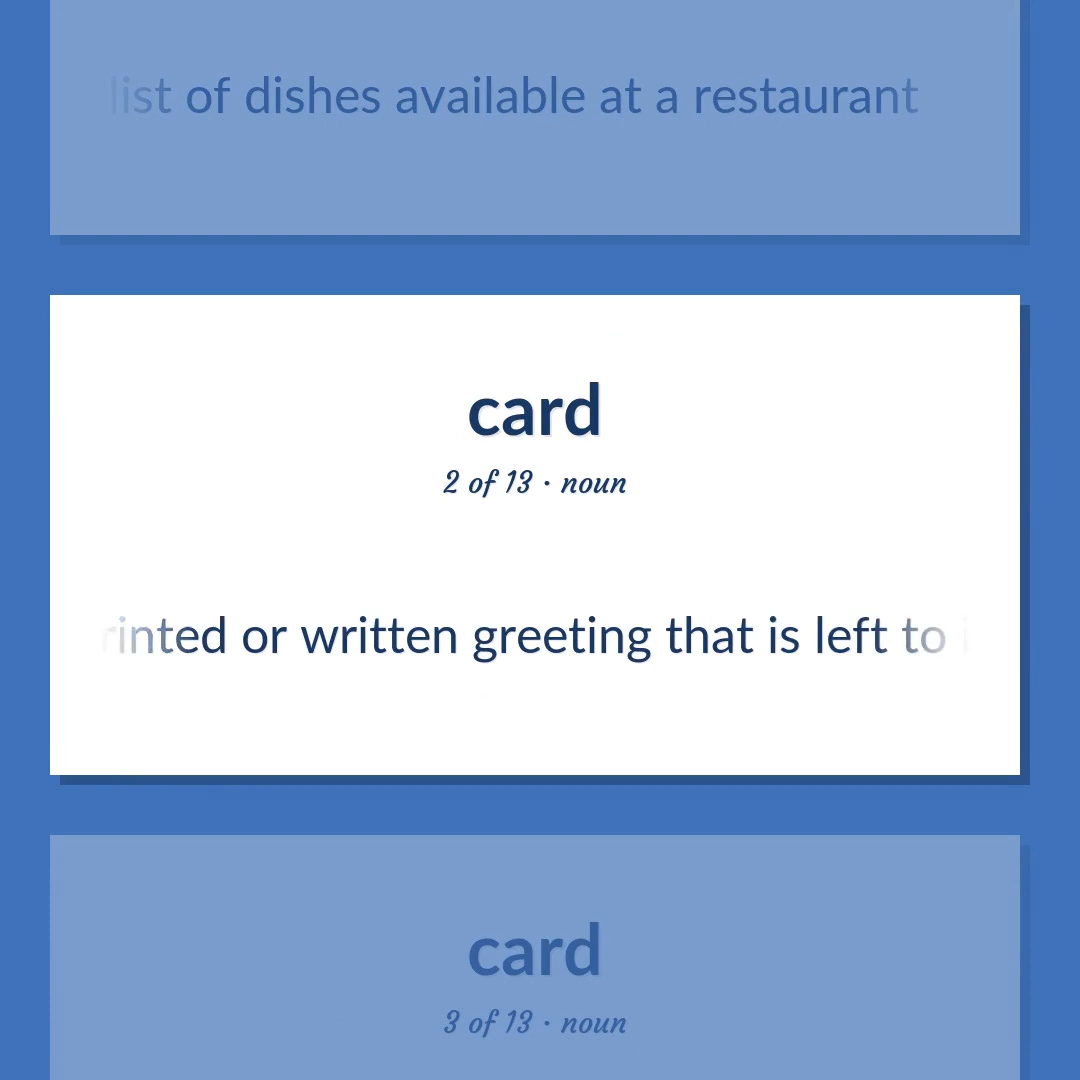 list of dishes available at a restaurant
card
2 of 13 · noun
rinted or written greeting that is left to
card
3 of 13 · noun